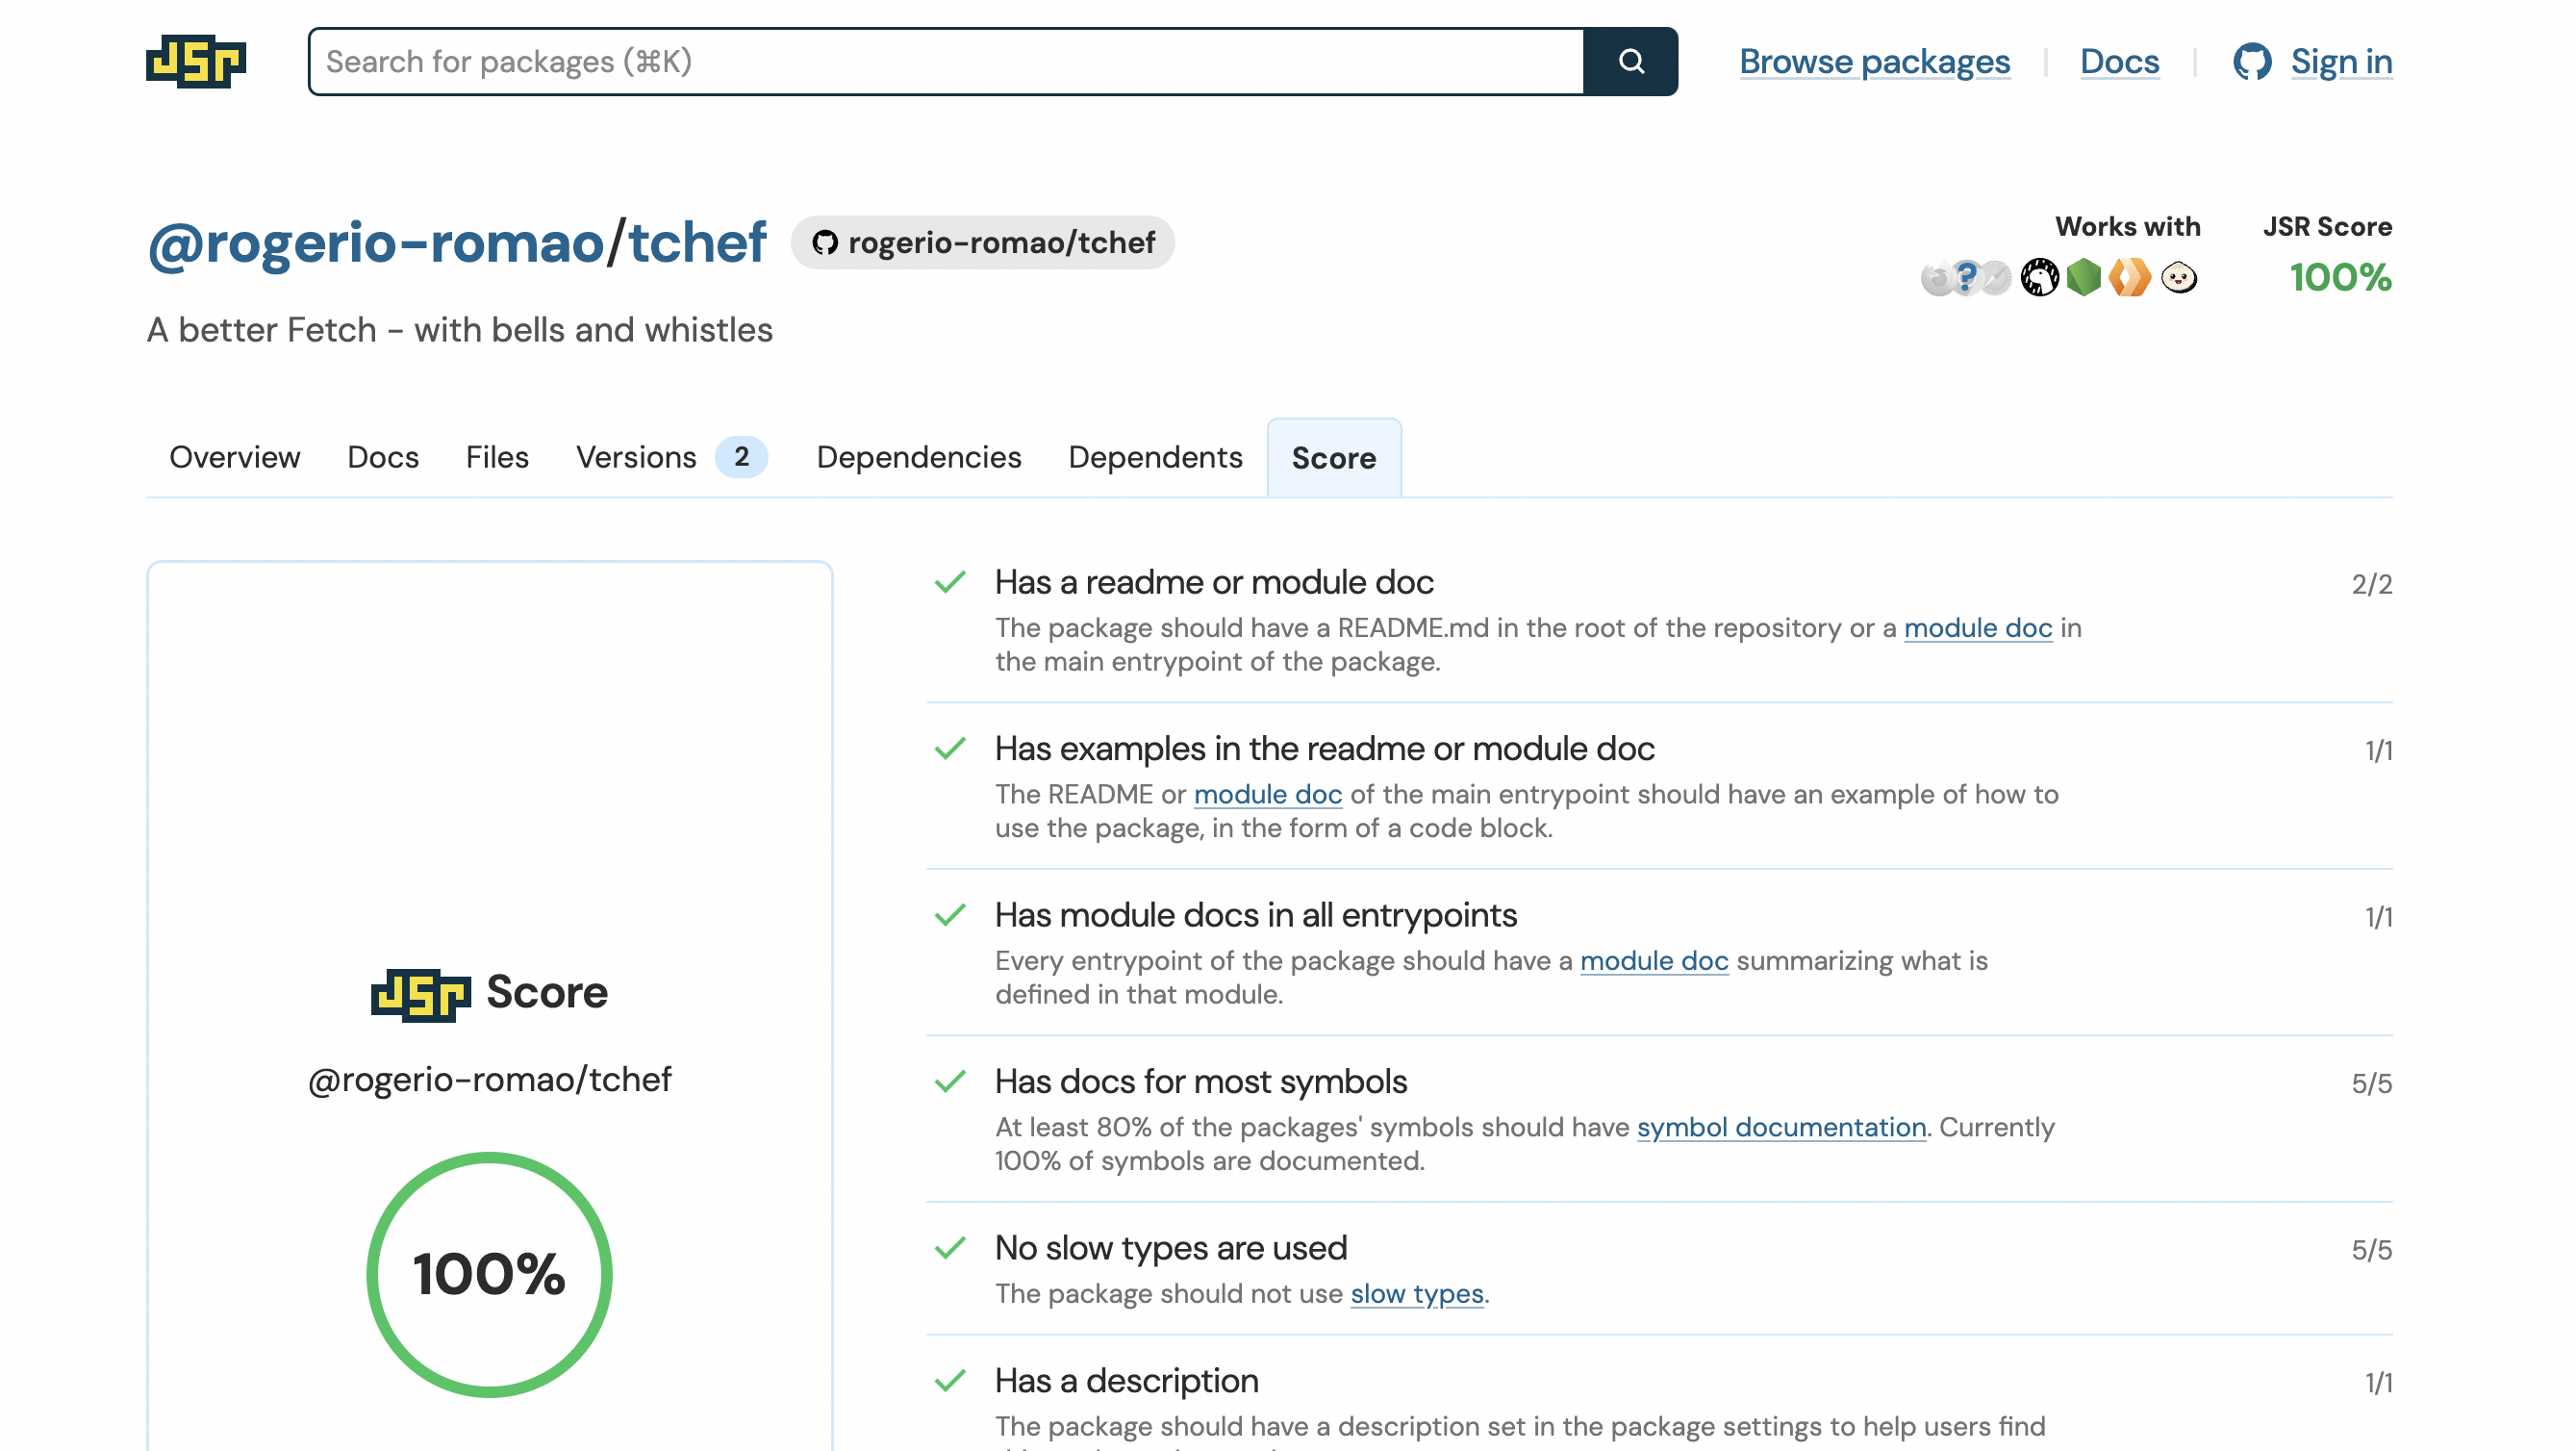 JSR
Search for packages (⌘K)
Browse packages
Docs
Sign in
@rogerio-romao/tchef
rogerio-romao/tchef
Works with
JSR Score
?
100%
A better Fetch - with bells and whistles
Overview
Docs
Files
Versions 2
Dependencies
Dependents
Score
JSR Score
@rogerio-romao/tchef
100%
Has a readme or module doc
2/2
The package should have a README.md in the root of the repository or a module doc in
the main entrypoint of the package.
Has examples in the readme or module doc
1/1
The README or module doc of the main entrypoint should have an example of how to
use the package, in the form of a code block.
Has module docs in all entrypoints
1/1
Every entrypoint of the package should have a module doc summarizing what is
defined in that module.
Has docs for most symbols
5/5
At least 80% of the packages' symbols should have symbol documentation. Currently
100% of symbols are documented.
No slow types are used
5/5
The package should not use slow types.
Has a description
1/1
The package should have a description set in the package settings to help users find